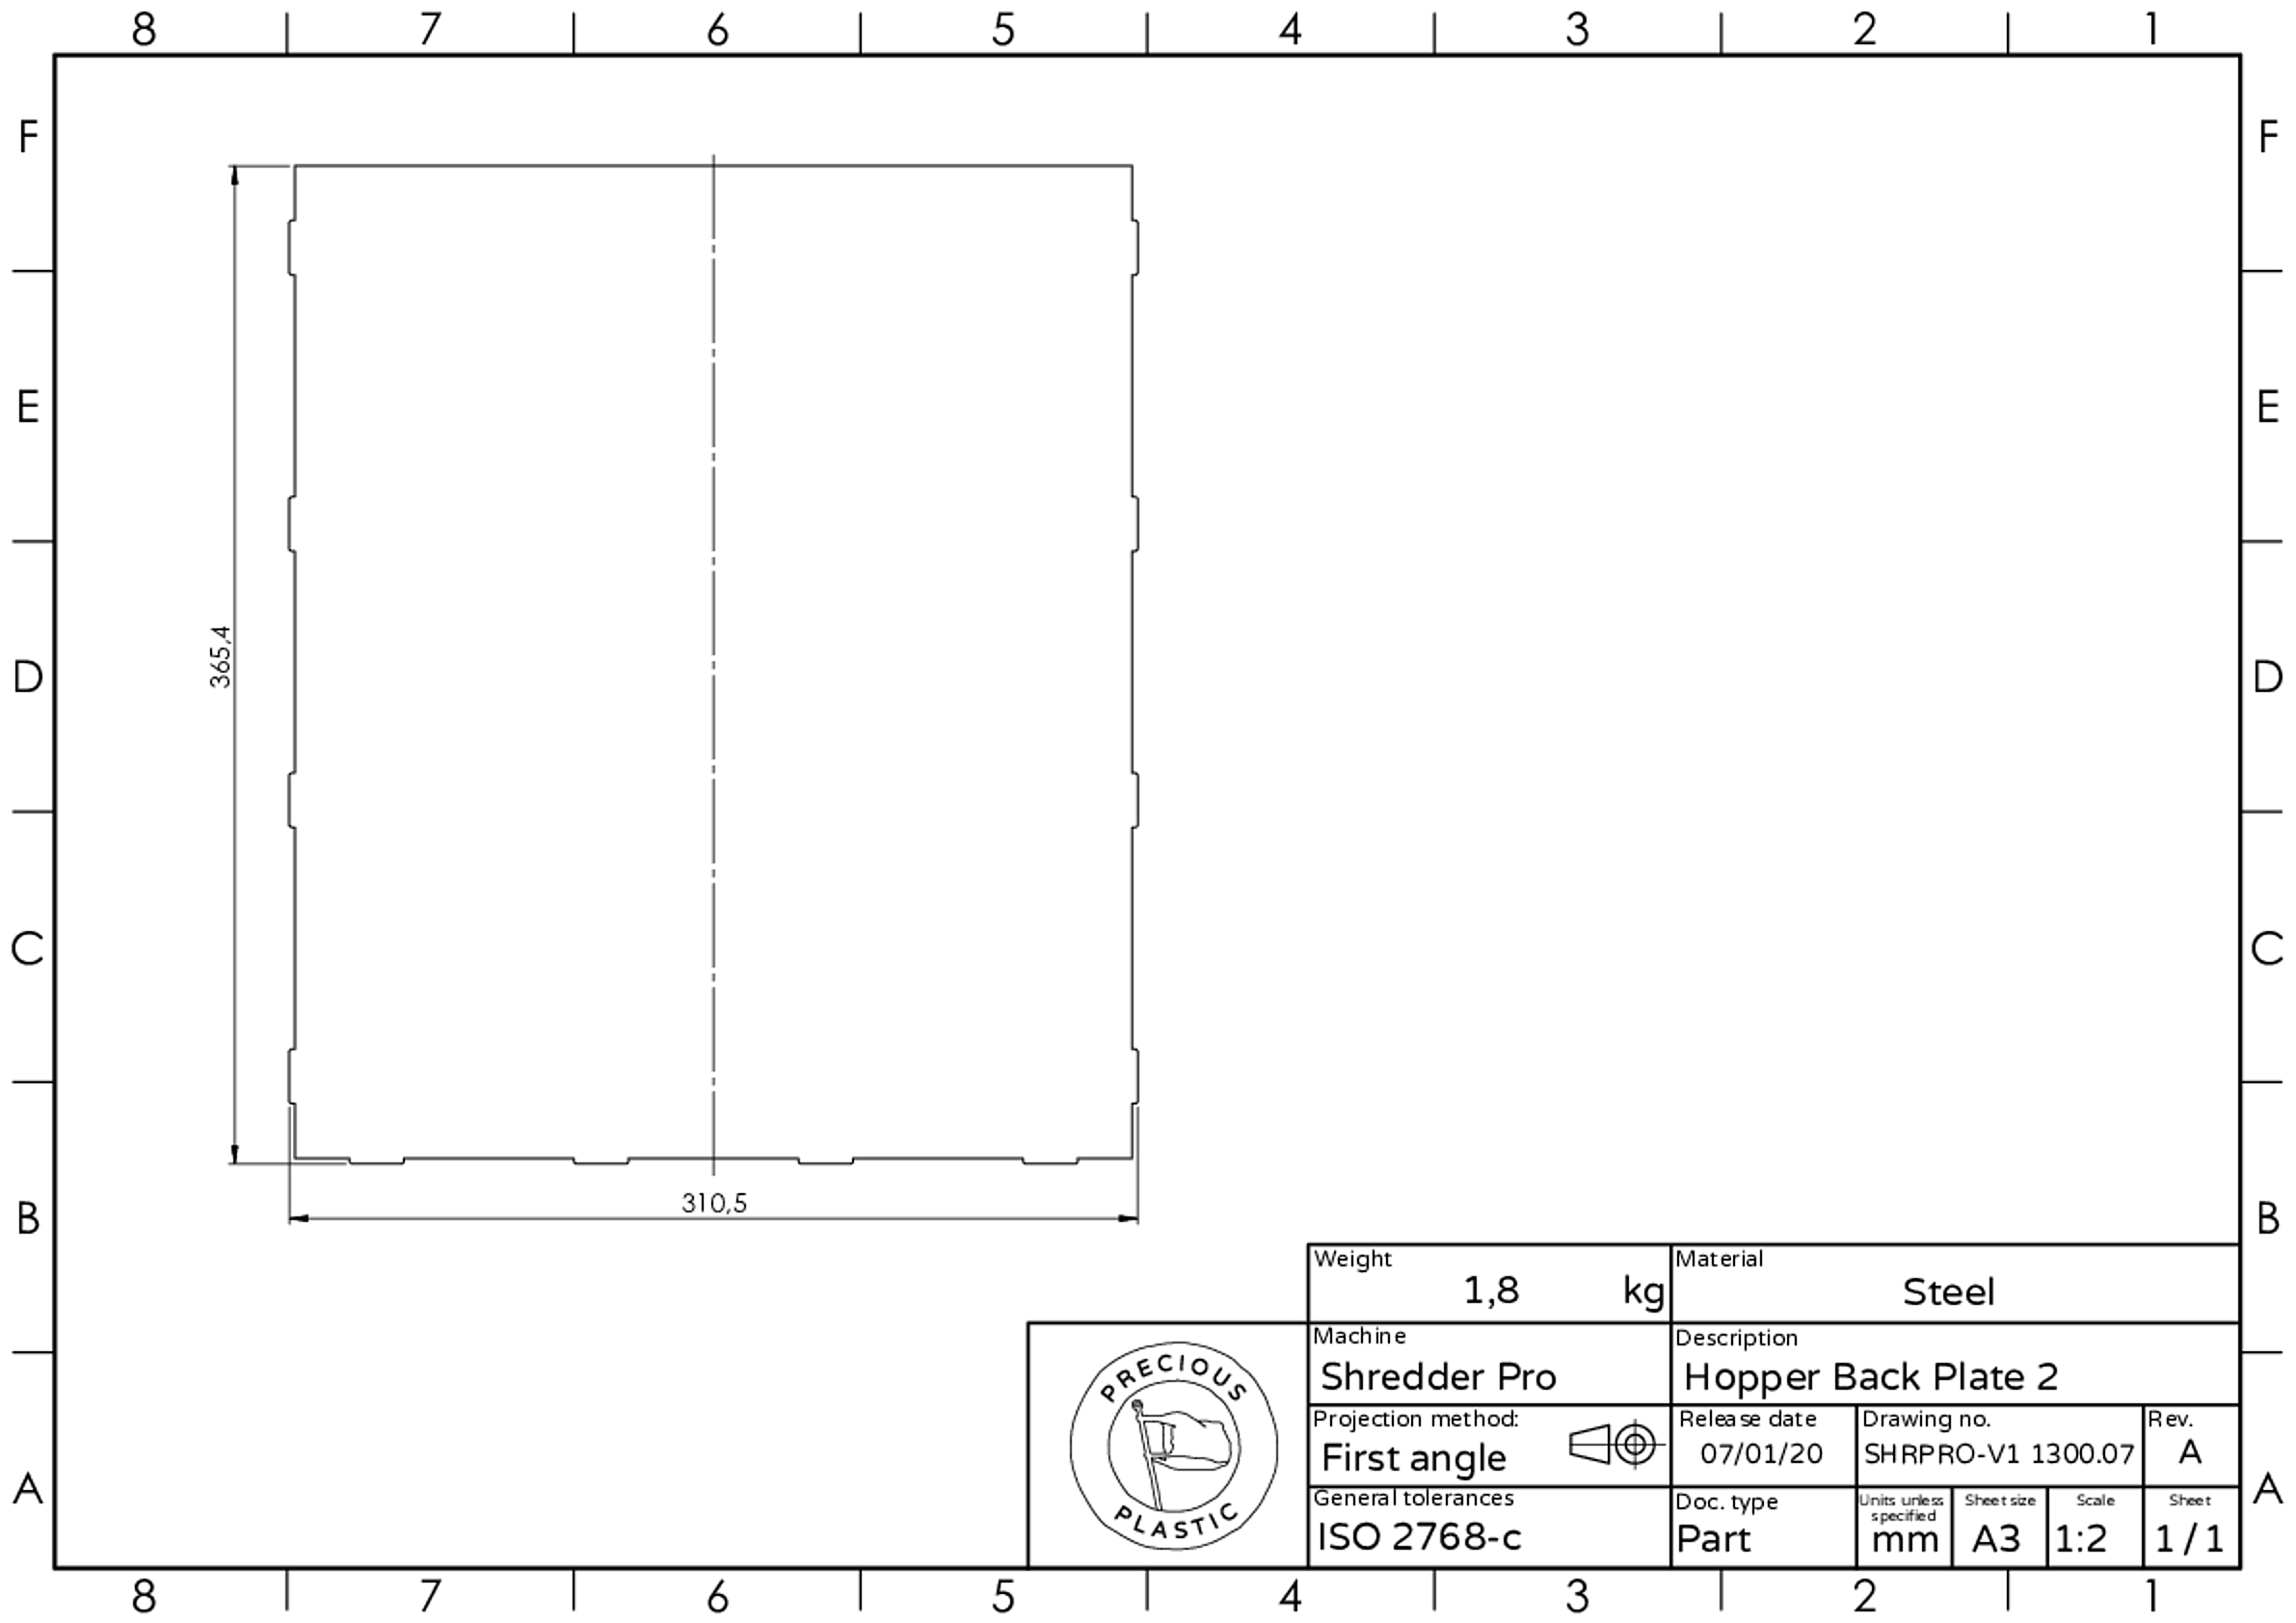 8 7 6 5 4 3 2 1
F F
E E
D D
C C
B B
A A
365,4
310,5
Weight
1,8 kg
Material
Steel
Machine
Shredder Pro
Description
Hopper Back Plate 2
Projection method:
First angle
Release date
07/01/20
Drawing no.
SHRPRO-V1 1300.07
Rev.
A
General tolerances
ISO 2768-c
Doc. type
Part
Units unless
specified
mm
Sheet size
A3
Scale
1:2
Sheet
1 / 1
PRECIOUS
PLASTIC
8 7 6 5 4 3 2 1